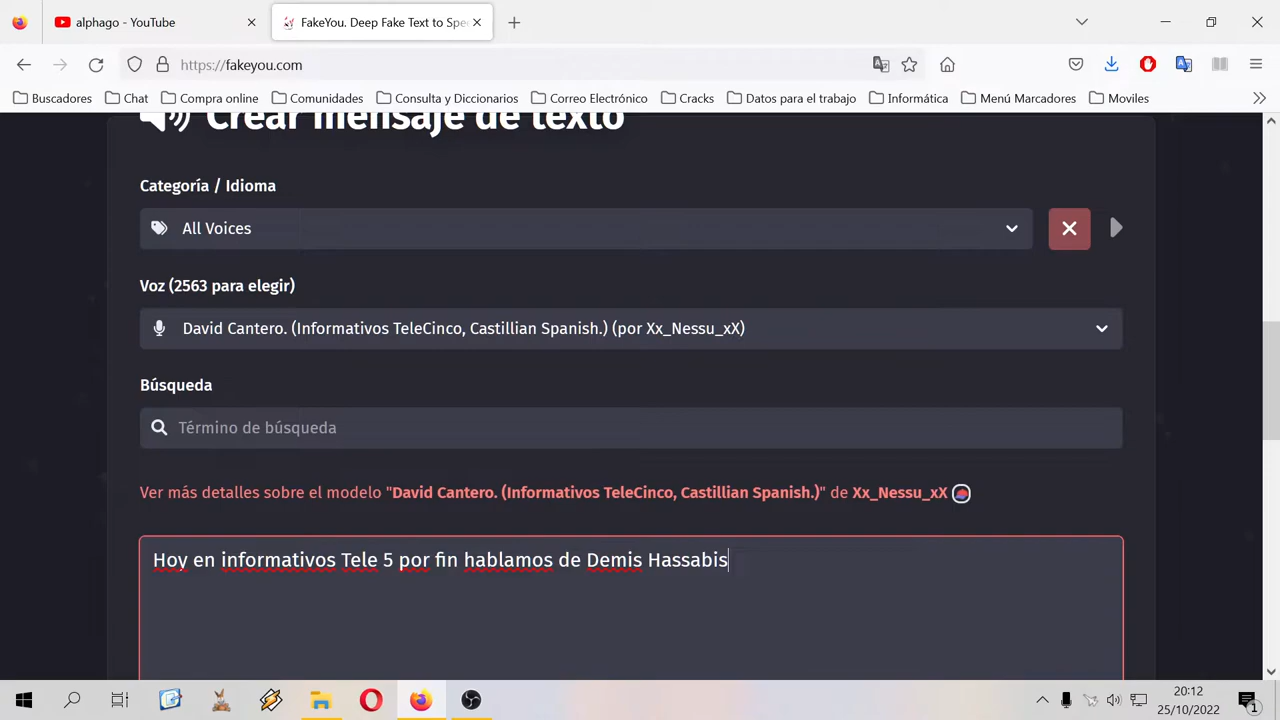 alphago - YouTube
FakeYou. Deep Fake Text to Spe
https://fakeyou.com
Buscadores
Chat
Compra online
Comunidades
Consulta y Diccionarios
Correo Electrónico
Cracks
Datos para el trabajo
Informática
Menú Marcadores
Moviles
Crear mensaje de texto
Categoría / Idioma
All Voices
Voz (2563 para elegir)
David Cantero. (Informativos TeleCinco, Castillian Spanish.) (por Xx_Nessu_xX)
Búsqueda
Término de búsqueda
Ver más detalles sobre el modelo "David Cantero. (Informativos TeleCinco, Castillian Spanish.)" de Xx_Nessu_xX
Hoy en informativos Tele 5 por fin hablamos de Demis Hassabis
20:12
25/10/2022
1